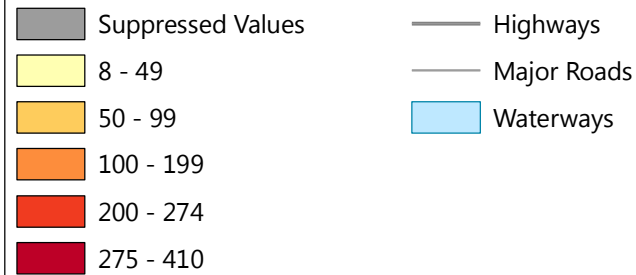 Suppressed Values
8 - 49
50 - 99
100 - 199
200 - 274
275 - 410
Highways
Major Roads
Waterways